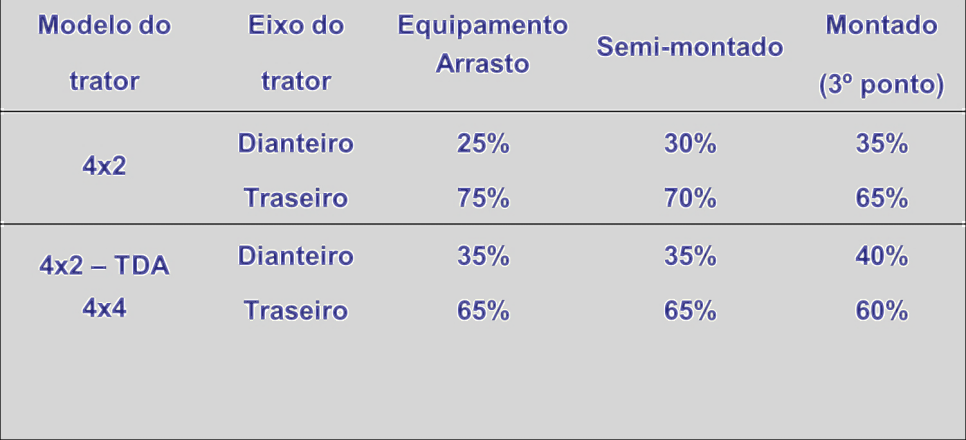 Modelo do trator	Eixo do trator	Equipamento Arrasto	Semi-montado	Montado (3º ponto)
4x2	Dianteiro	25%	30%	35%
Traseiro	75%	70%	65%
4x2 – TDA	Dianteiro	35%	35%	40%
4x4	Traseiro	65%	65%	60%